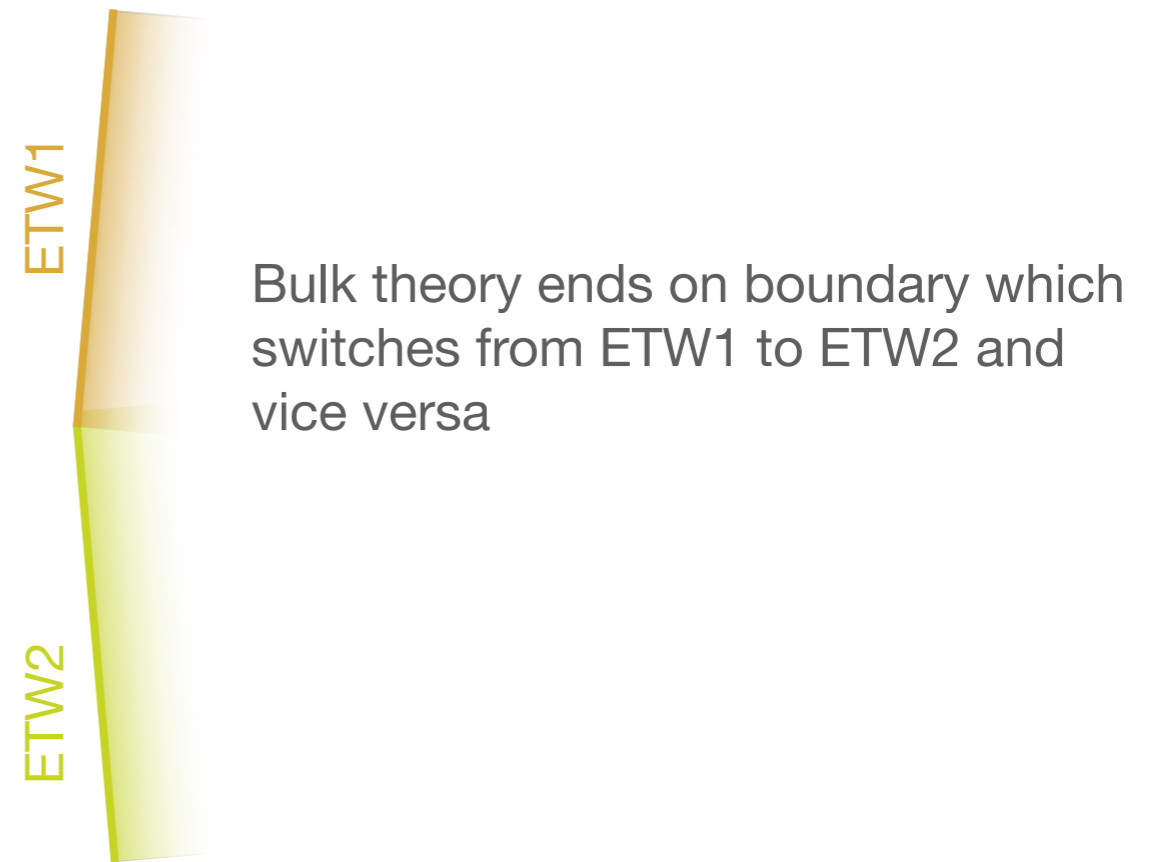 ETW1
Bulk theory ends on boundary which
switches from ETW1 to ETW2 and
vice versa
ETW2